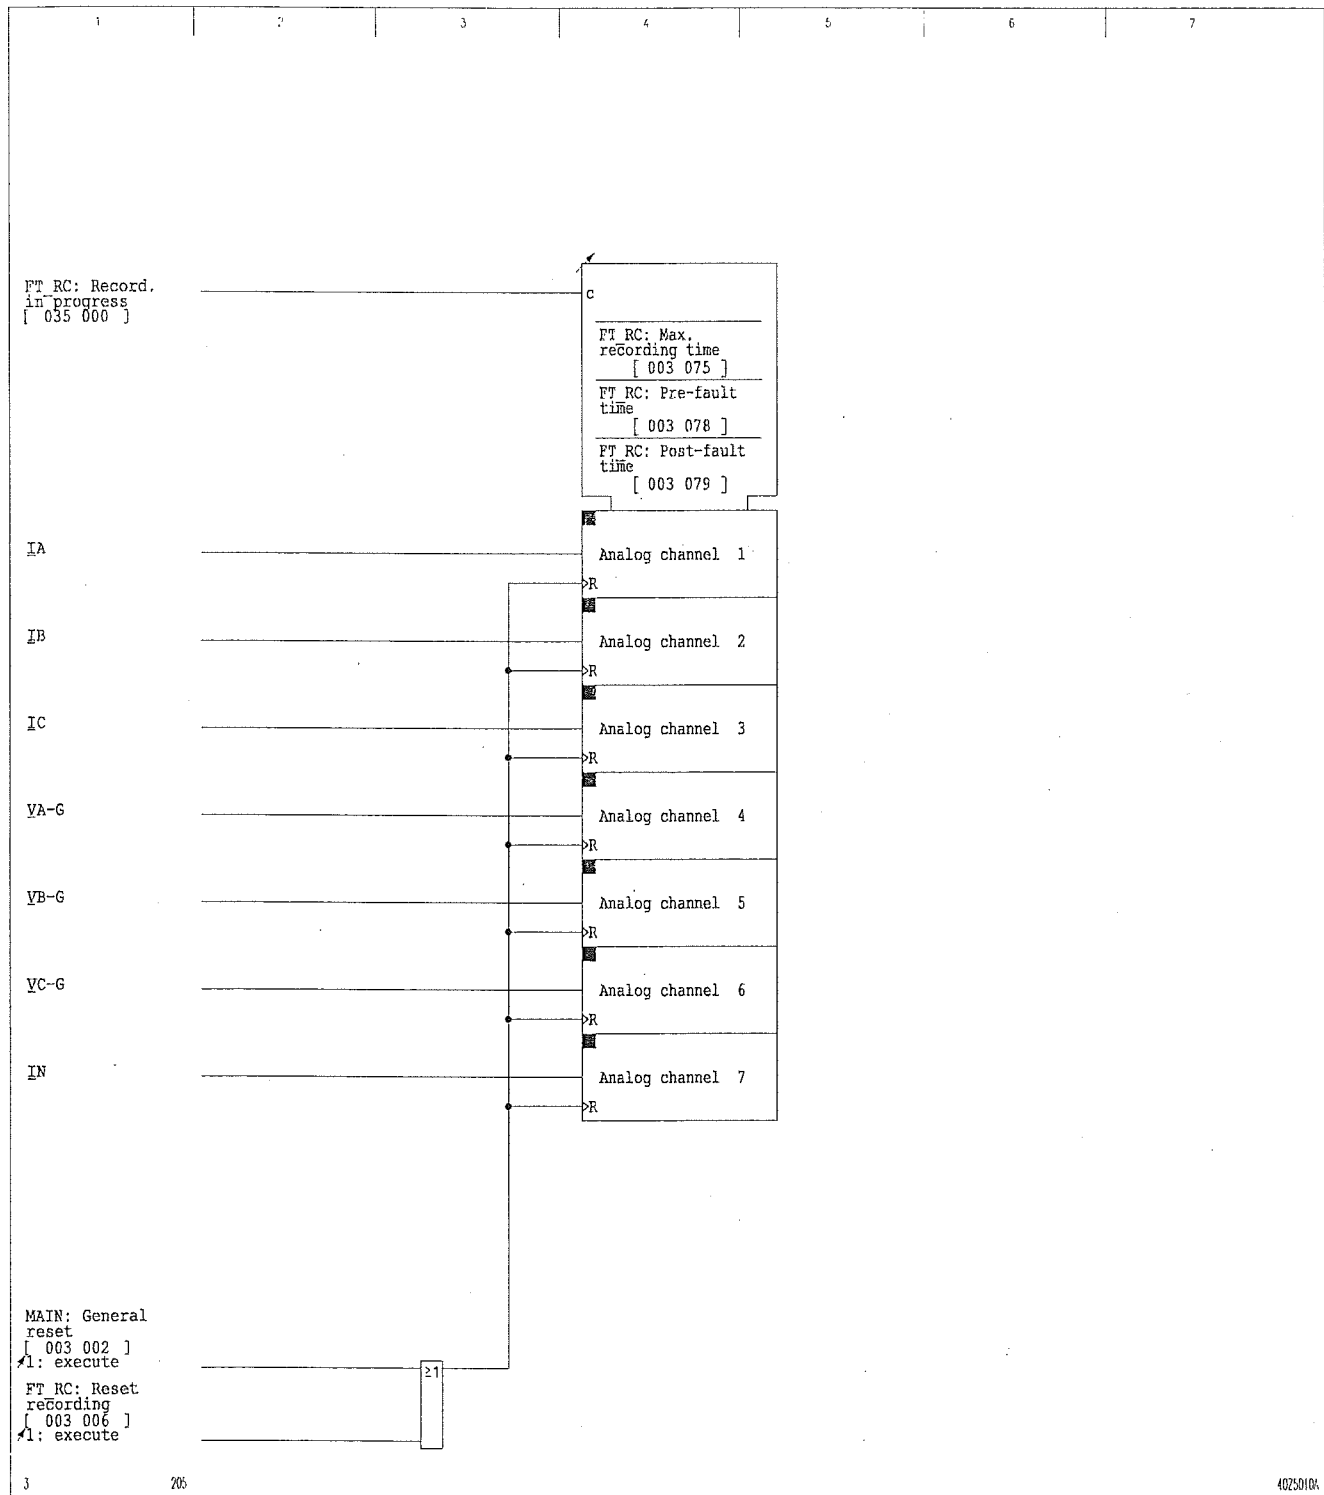 1 2 3 4 5 6 7
FT_RC: Record.
in progress
[ 035 000 ]
C
FT_RC: Max.
recording time
[ 003 075 ]
FT_RC: Pre-fault
time
[ 003 078 ]
FT_RC: Post-fault
time
[ 003 079 ]
IA
Analog channel 1
R
IB
Analog channel 2
R
IC
Analog channel 3
R
VA-G
Analog channel 4
R
VB-G
Analog channel 5
R
VC-G
Analog channel 6
R
IN
Analog channel 7
R
MAIN: General
reset
[ 003 002 ]
1: execute
≥1
FT_RC: Reset
recording
[ 003 006 ]
1: execute
3 205 40Z5010A